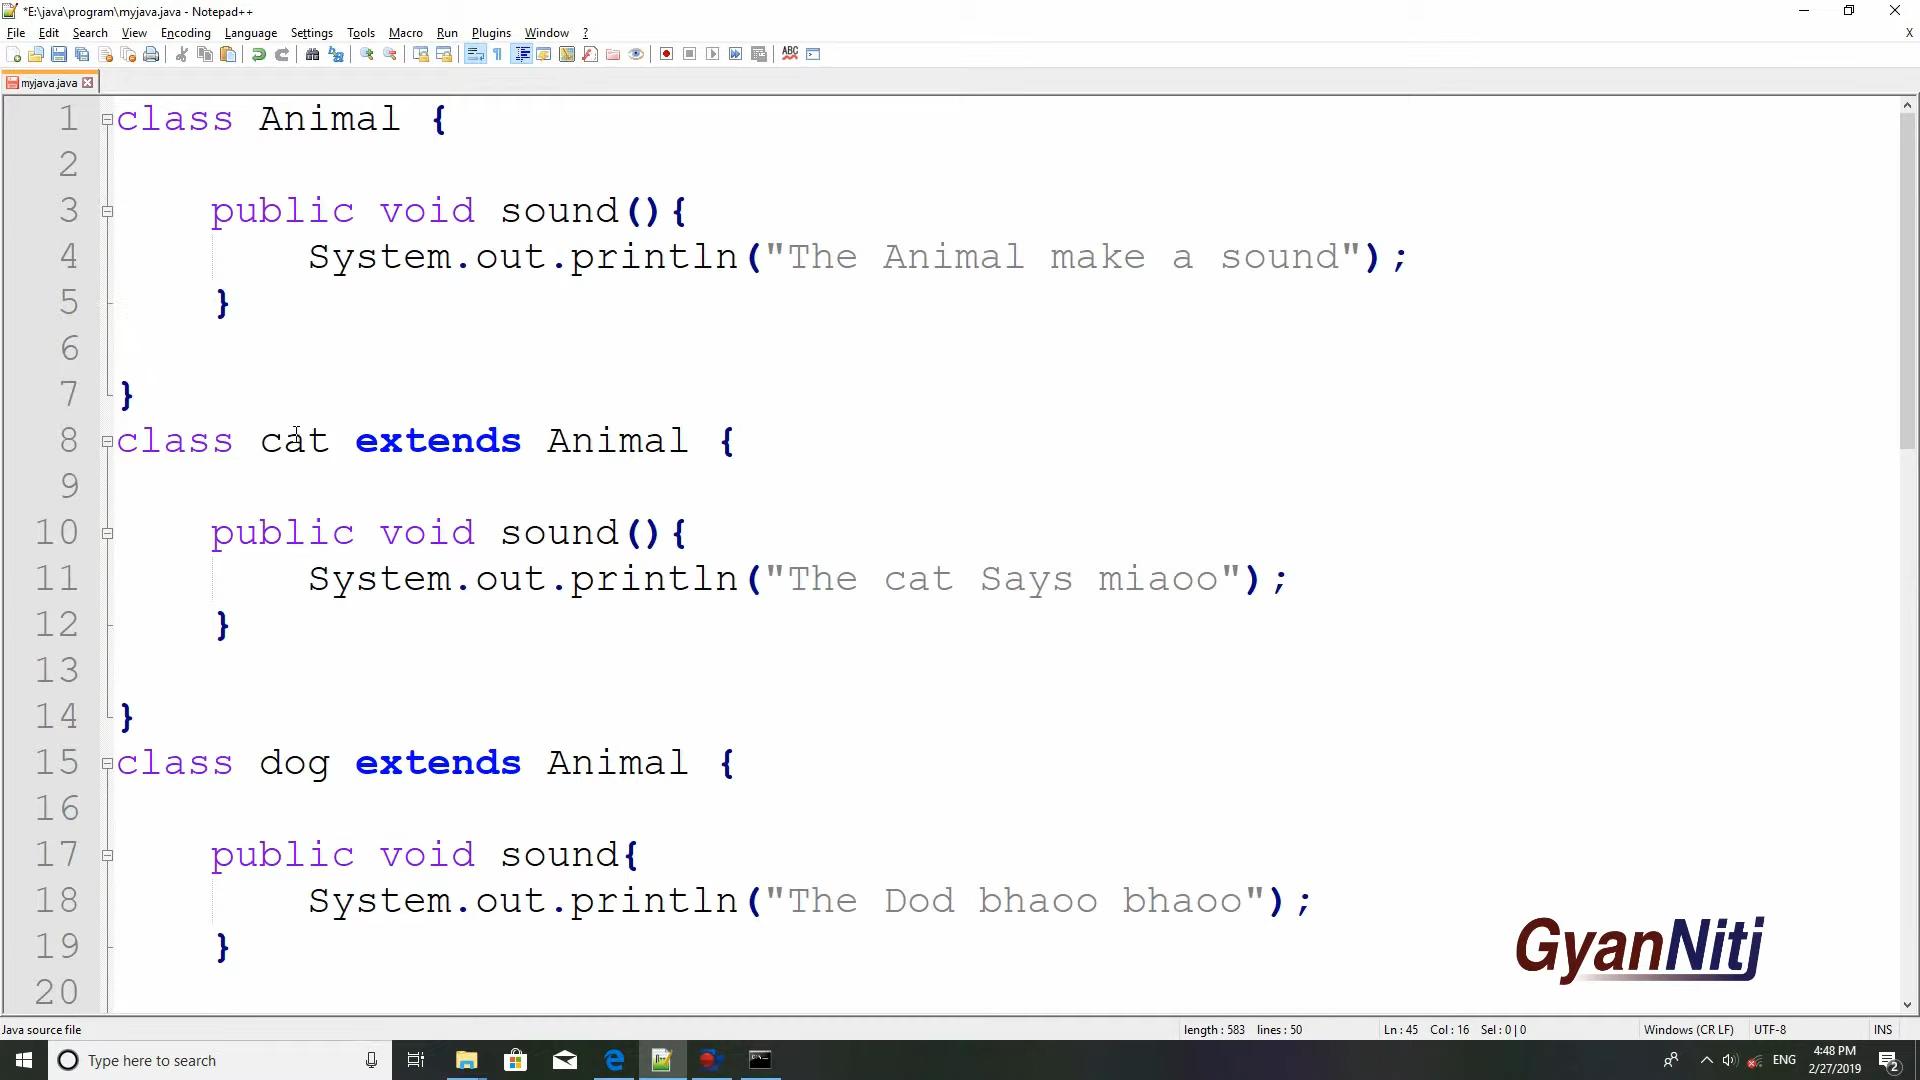 *E:\java\program\myjava.java - Notepad++
File Edit Search View Encoding Language Settings Tools Macro Run Plugins Window ? X
myjava.java
1 class Animal {
2
3 public void sound(){
4 System.out.println("The Animal make a sound");
5 }
6
7 }
8 class cat extends Animal {
9
10 public void sound(){
11 System.out.println("The cat Says miaoo");
12 }
13
14 }
15 class dog extends Animal {
16
17 public void sound{
18 System.out.println("The Dod bhaoo bhaoo");
19 }
20
GyanNitj
Java source file length : 583 lines : 50 Ln : 45 Col : 16 Sel : 0 | 0 Windows (CR LF) UTF-8 INS
Type here to search ENG 4:48 PM
2/27/2019 2